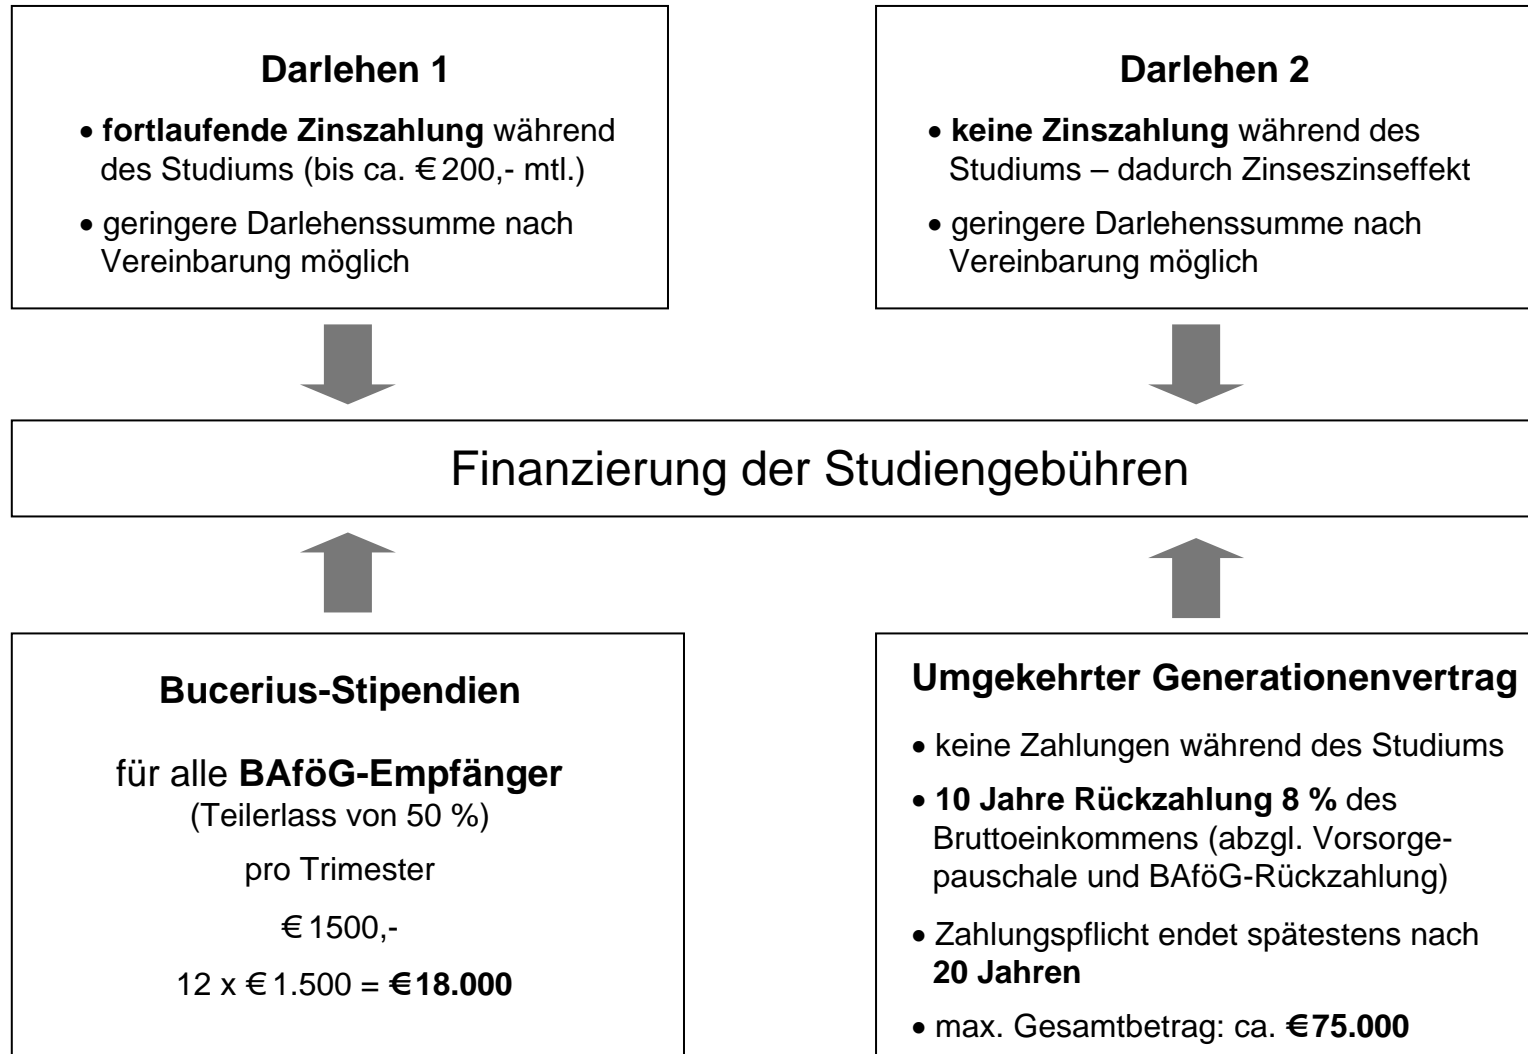 Darlehen 1
• fortlaufende Zinszahlung während
des Studiums (bis ca. € 200,- mtl.)
• geringere Darlehenssumme nach
Vereinbarung möglich
Darlehen 2
• keine Zinszahlung während des
Studiums – dadurch Zinseszinseffekt
• geringere Darlehenssumme nach
Vereinbarung möglich
Finanzierung der Studiengebühren
Bucerius-Stipendien
für alle BAföG-Empfänger
(Teilerlass von 50 %)
pro Trimester
€ 1500,-
12 x € 1.500 = €18.000
Umgekehrter Generationenvertrag
• keine Zahlungen während des Studiums
• 10 Jahre Rückzahlung 8 % des
Bruttoeinkommens (abzgl. Vorsorge-
pauschale und BAföG-Rückzahlung)
• Zahlungspflicht endet spätestens nach
20 Jahren
• max. Gesamtbetrag: ca. €75.000